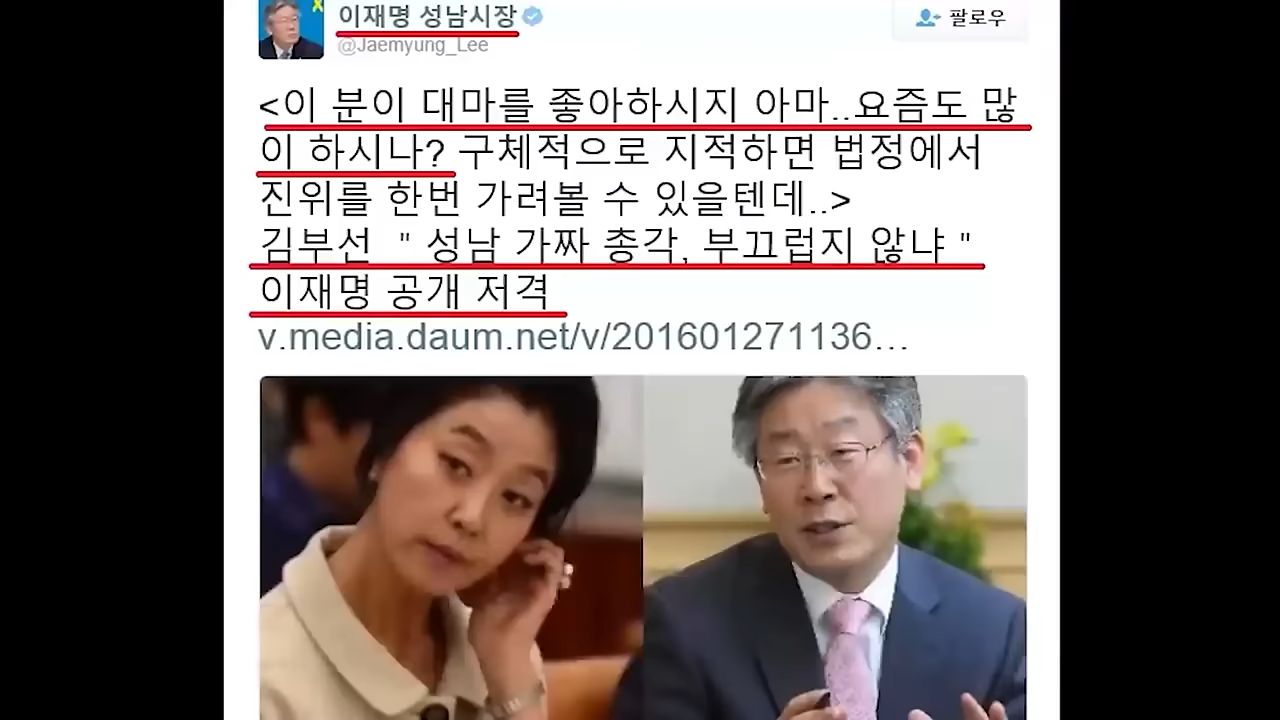 이재명 성남시장
팔로우
@Jaemyung_Lee
<이 분이 대마를 좋아하시지 아마..요즘도 많
이 하시나? 구체적으로 지적하면 법정에서
진위를 한번 가려볼 수 있을텐데..>
김부선 " 성남 가짜 총각, 부끄럽지 않냐 "
이재명 공개 저격
v.media.daum.net/v/201601271136...